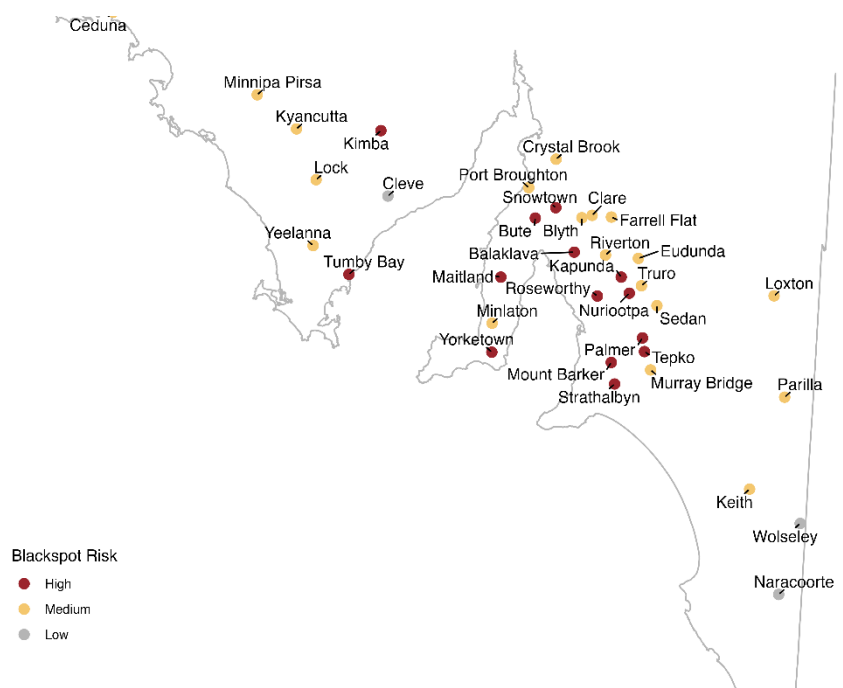 Ceduna
Minnipa Pirsa
Kyancutta
Kimba
Crystal Brook
Lock
Port Broughton
Cleve
Snowtown
Clare
Bute
Blyth
Farrell Flat
Yeelanna
Riverton
Balaklava
Eudunda
Tumby Bay
Kapunda
Maitland
Truro
Roseworthy
Loxton
Minlaton
Nuriootpa
Sedan
Yorketown
Palmer
Tepko
Mount Barker
Murray Bridge
Parilla
Strathalbyn
Keith
Wolseley
Blackspot Risk
High
Naracoorte
Medium
Low